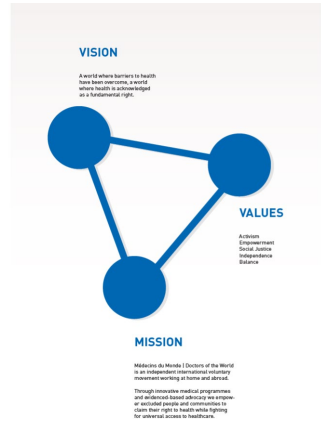 VISION
A world where barriers to health
have been overcome, a world
where health is acknowledged
as a fundamental right.
VALUES
Activism
Empowerment
Social Justice
Independence
Balance
MISSION
Médecins du Monde | Doctors of the World
is an independent international voluntary
movement working at home and abroad.
Through innovative medical programmes
and evidenced-based advocacy we empow-
er excluded people and communities to
claim their right to health while fighting
for universal access to healthcare.